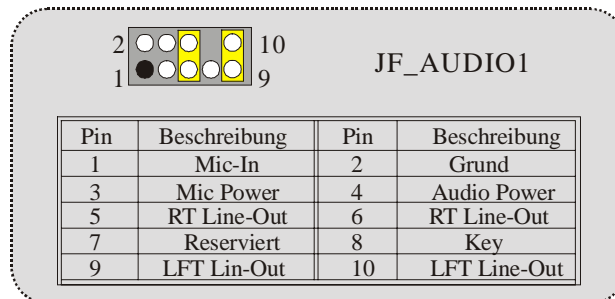 2 10
1 9
JF_AUDIO1
Pin Beschreibung Pin Beschreibung
1 Mic-In 2 Grund
3 Mic Power 4 Audio Power
5 RT Line-Out 6 RT Line-Out
7 Reserviert 8 Key
9 LFT Lin-Out 10 LFT Line-Out